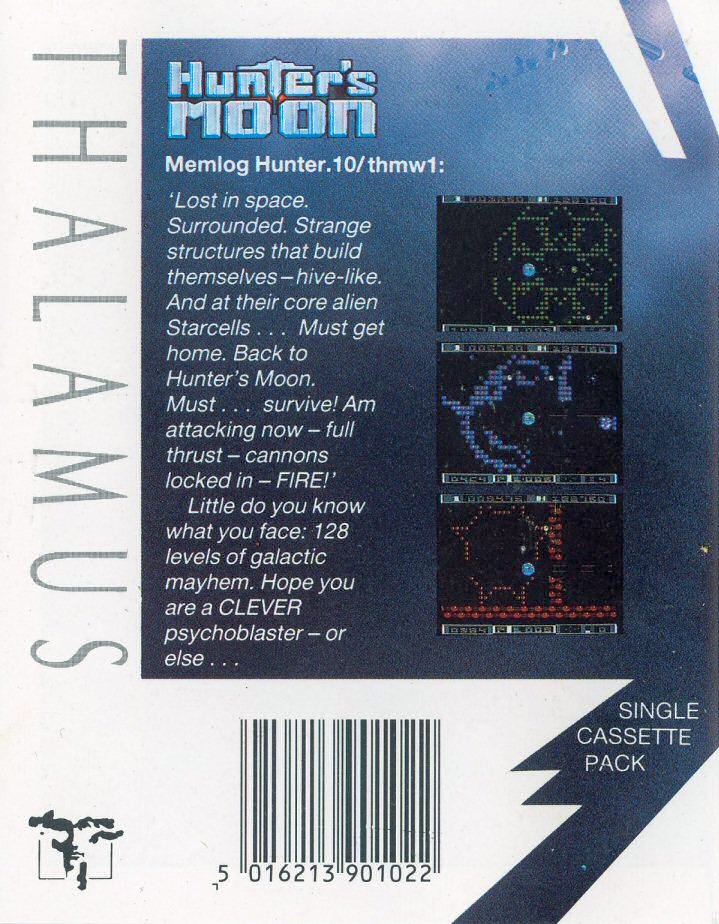 THALAMUS
Hunter's
MOON
Memlog Hunter.10/thmw1:
‘Lost in space.
Surrounded. Strange
structures that build
themselves – hive-like.
And at their core alien
Starcells . . . Must get
home. Back to
Hunter's Moon.
Must . . . survive! Am
attacking now – full
thrust – cannons
locked in – FIRE!’
Little do you know
what you face: 128
levels of galactic
mayhem. Hope you
are a CLEVER
psychoblaster – or
else . . .
SINGLE
CASSETTE
PACK
5 016213 901022